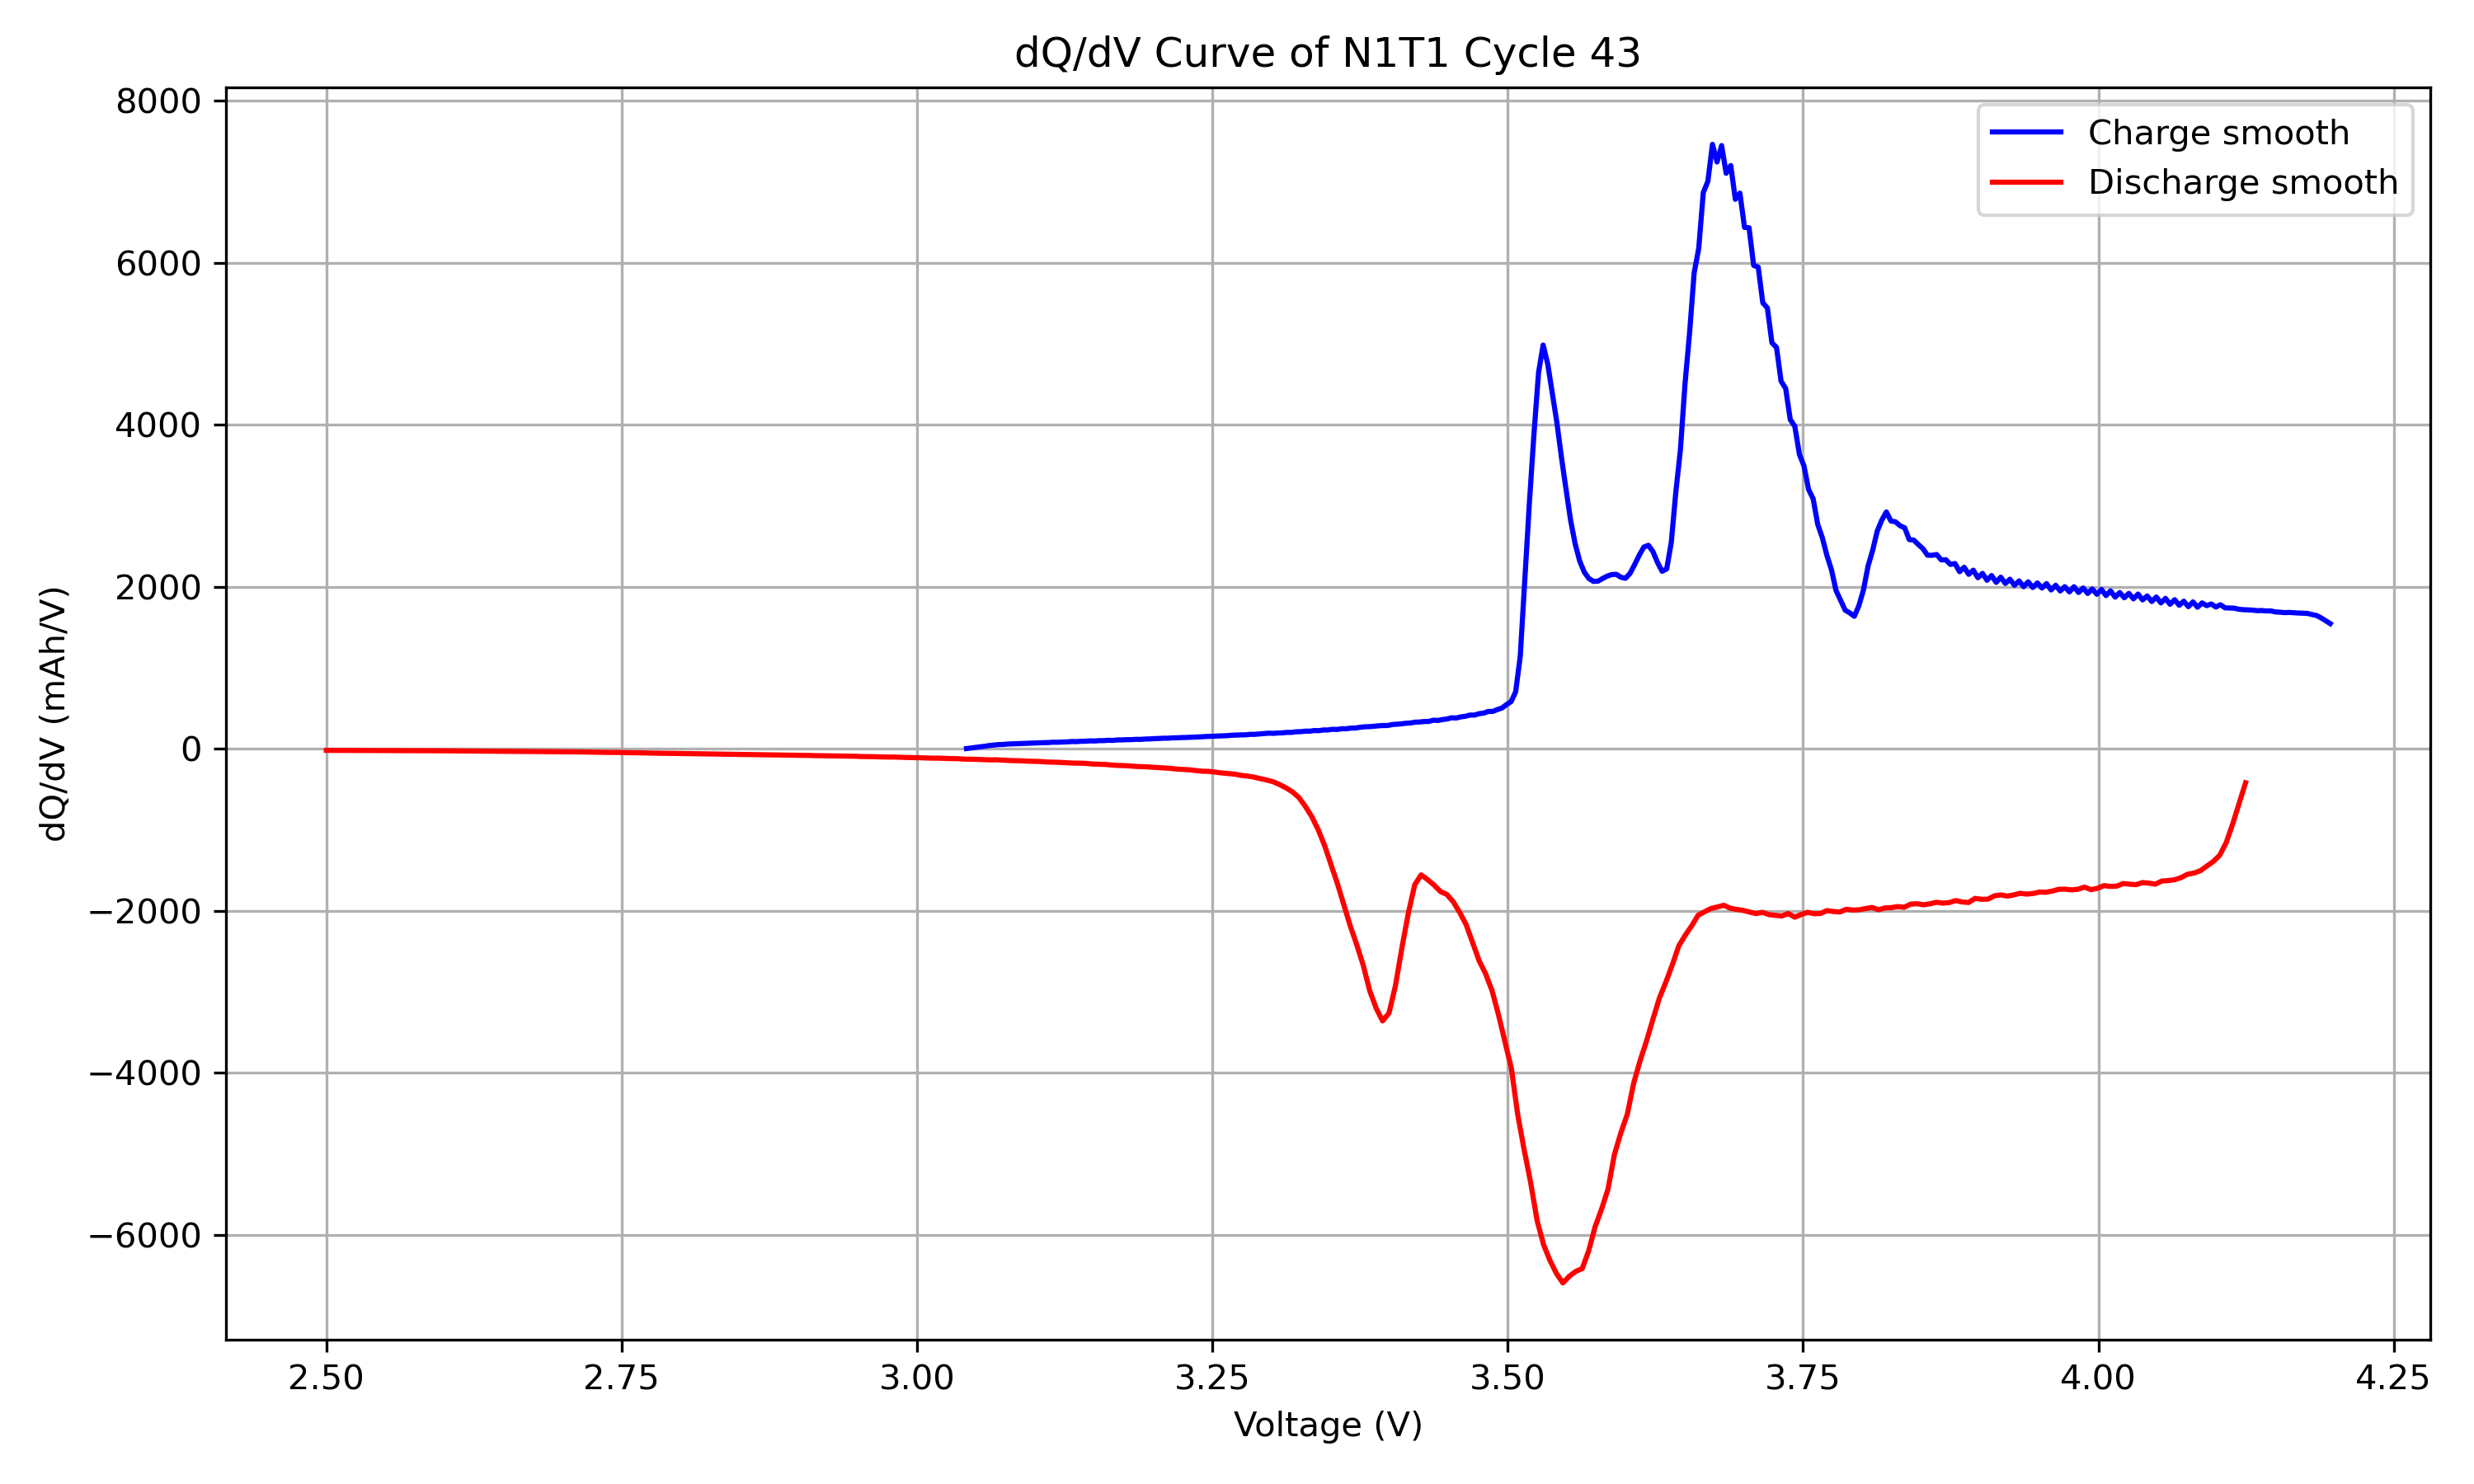 dQ/dV Curve of N1T1 Cycle 43
Charge smooth
Discharge smooth
dQ/dV (mAh/V)
8000
6000
4000
2000
0
−2000
−4000
−6000
2.50 2.75 3.00 3.25 3.50 3.75 4.00 4.25
Voltage (V)